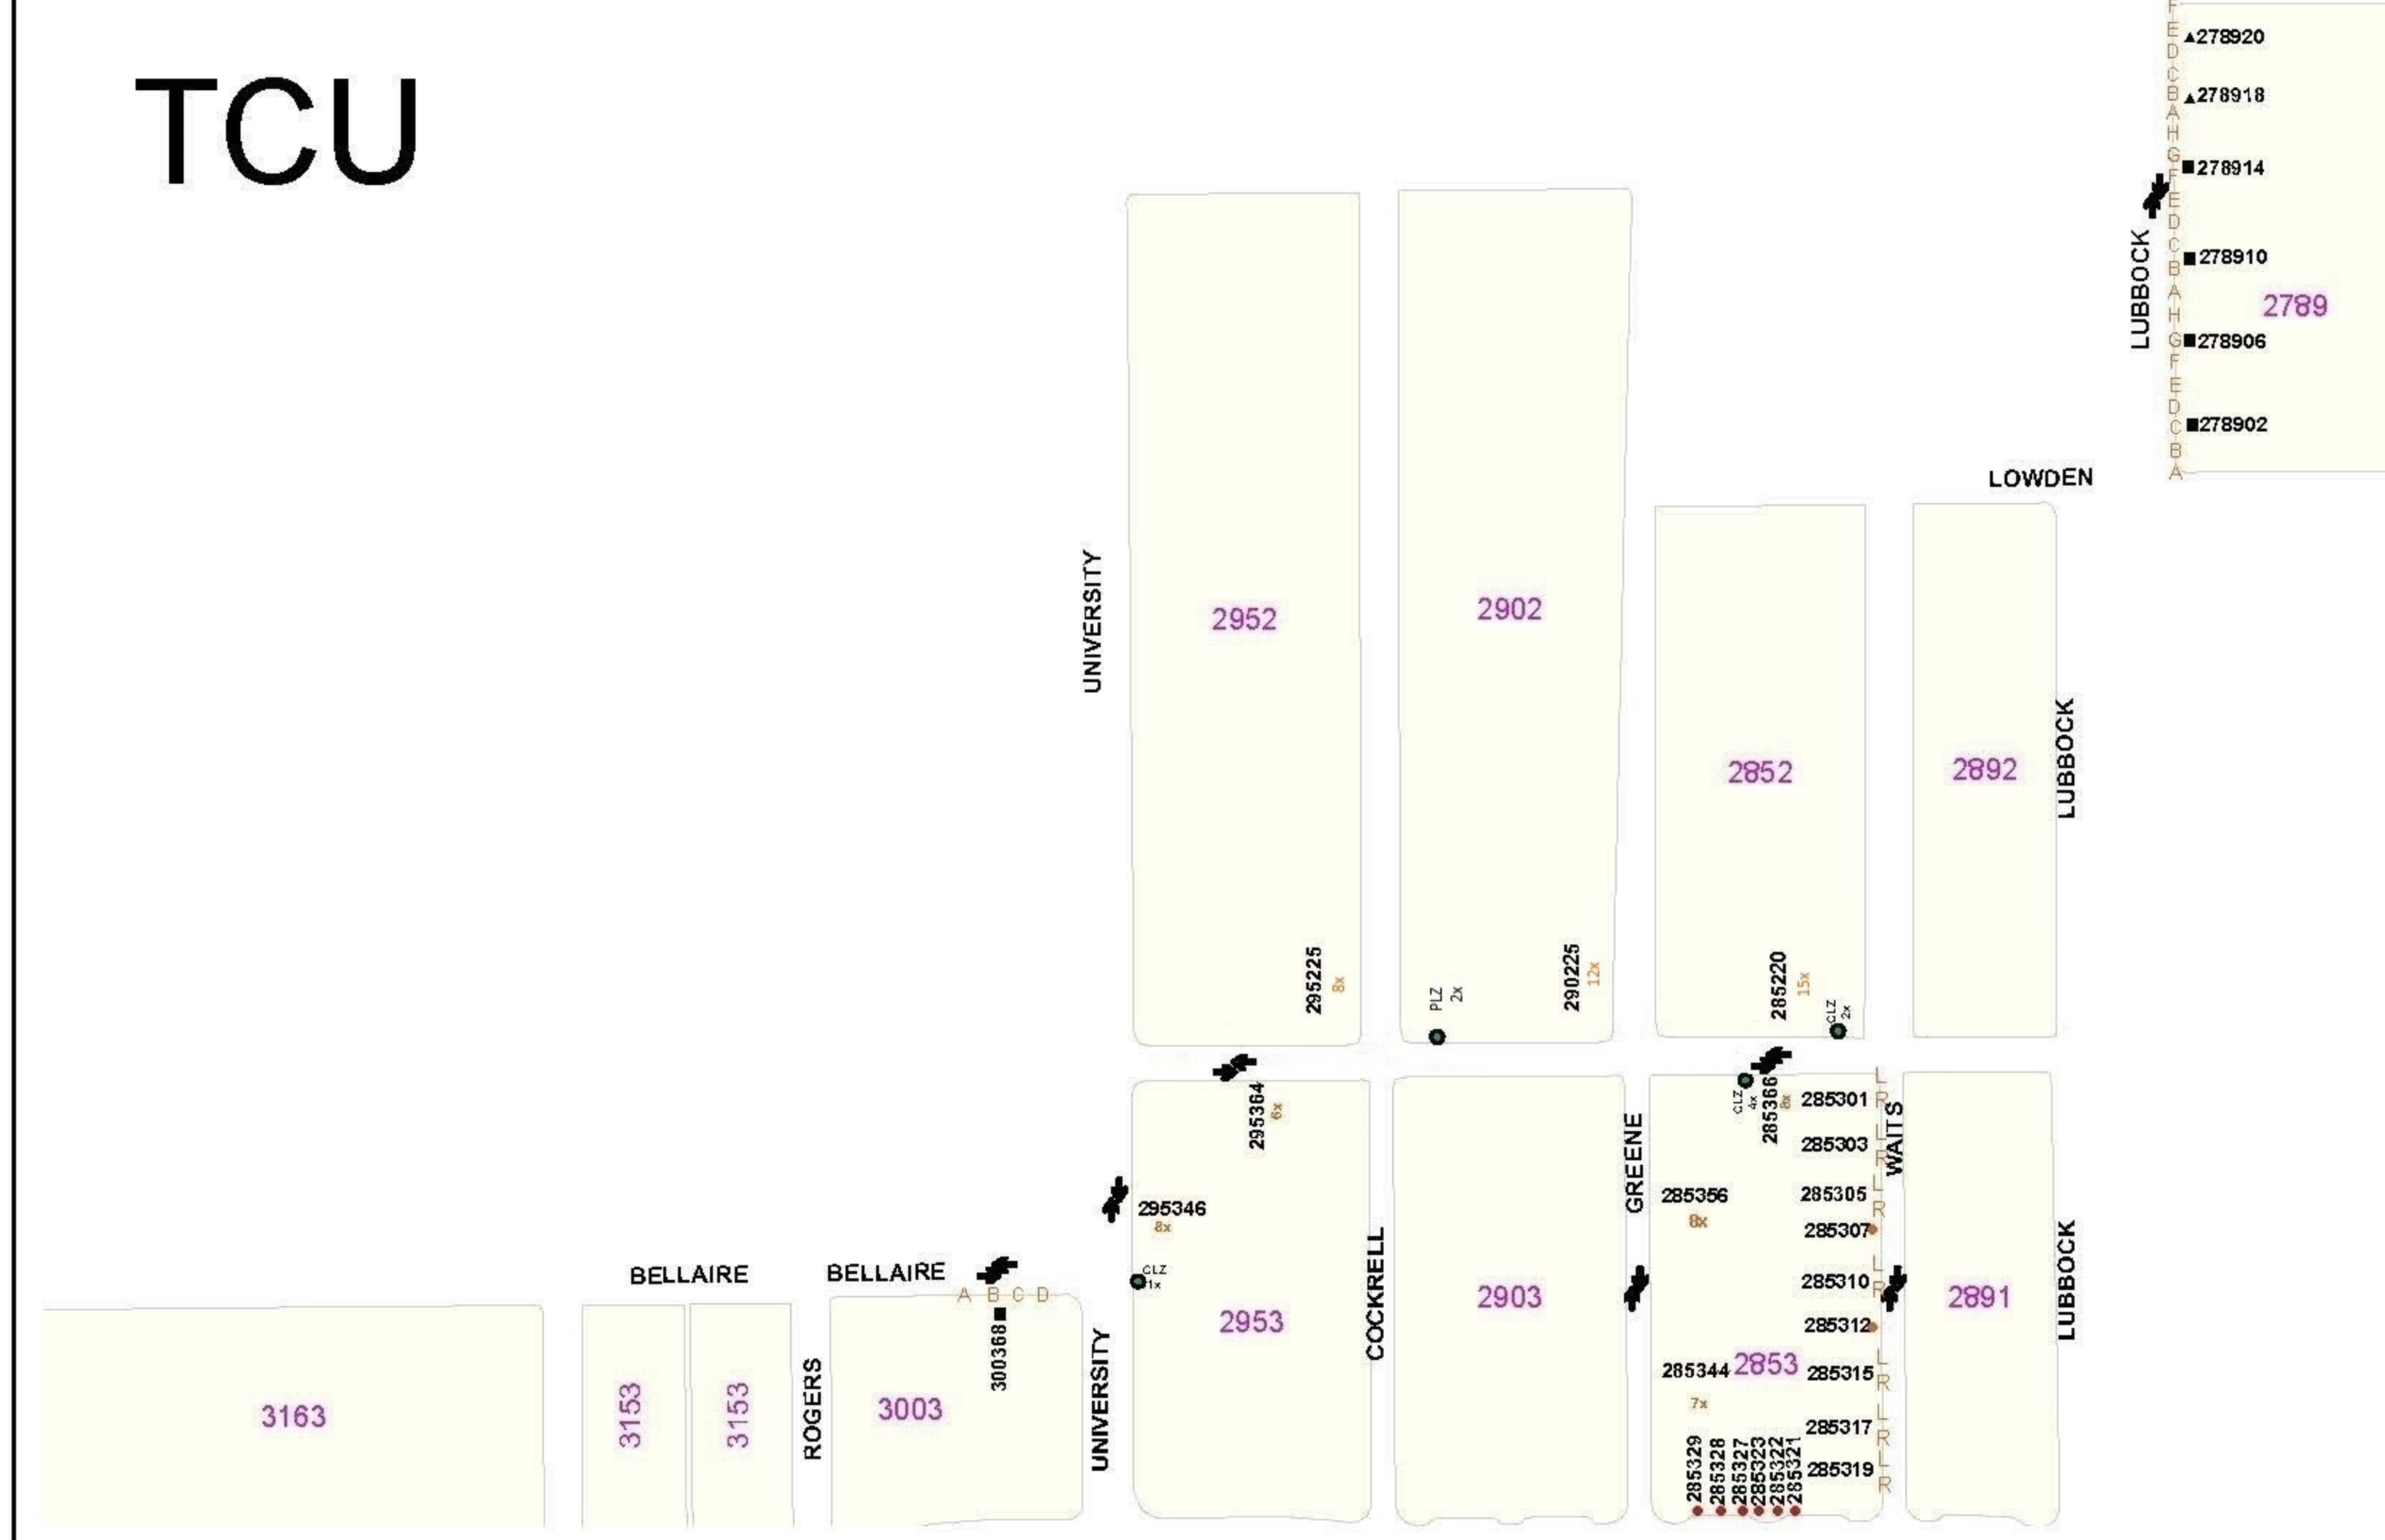 TCU
F
E
▲278920
D
C
B
▲278918
A
H
G
■278914
F
E
D
LUBBOCK
C
■278910
B
A
2789
H
G
■278906
F
E
D
C
■278902
B
A
LOWDEN
UNIVERSITY
2952
2902
2852
2892
LUBBOCK
295225
8x
PLZ
2x
290225
12x
285220
15x
CLZ
2x
295364
6x
CLZ
4x
285366
8x
L
285301
R
WAITS
L
285303
R
GREENE
285356
8x
L
285305
R
285307
295346
8x
CLZ
1x
BELLAIRE
BELLAIRE
A B C D
300368
UNIVERSITY
2953
COCKRELL
2903
L
285310
R
2891
LUBBOCK
285312
285344
7x
2853
L
285315
R
L
285317
R
L
285319
R
3163
3153
3153
ROGERS
3003
285329
285328
285327
285323
285322
285321